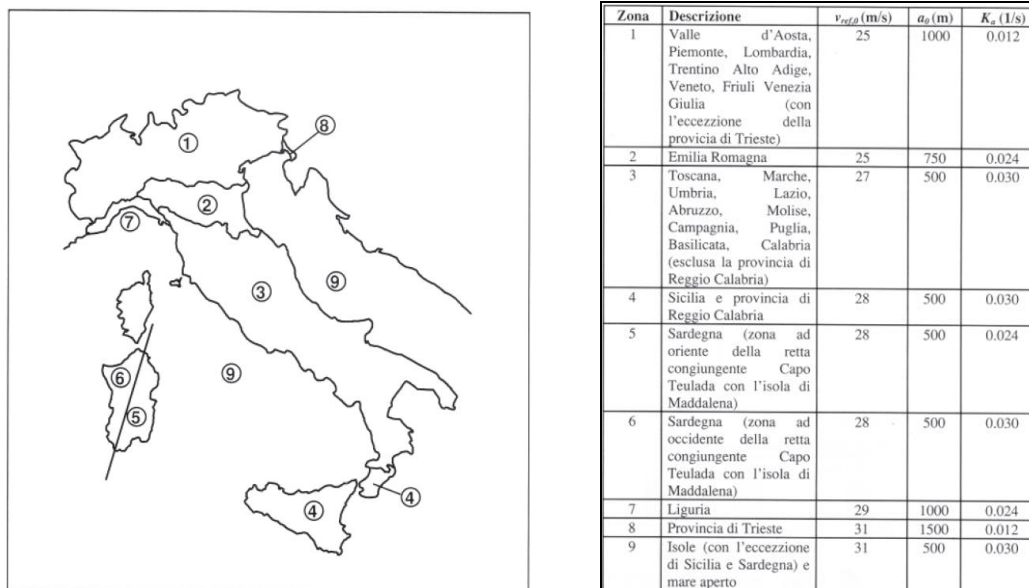 ①
⑧
②
⑦
③
⑨
⑥
⑨
⑤
④
④
Zona Descrizione v_ref,0 (m/s) a_0 (m) K_a (1/s)
1 Valle d'Aosta, 25 1000 0.012
Piemonte, Lombardia,
Trentino Alto Adige,
Veneto, Friuli Venezia
Giulia (con
l'eccezzione della
provicia di Trieste)
2 Emilia Romagna 25 750 0.024
3 Toscana, Marche, 27 500 0.030
Umbria, Lazio,
Abruzzo, Molise,
Campagnia, Puglia,
Basilicata, Calabria
(esclusa la provincia di
Reggio Calabria)
4 Sicilia e provincia di 28 500 0.030
Reggio Calabria
5 Sardegna (zona ad 28 500 0.024
oriente della retta
congiungente Capo
Teulada con l'isola di
Maddalena)
6 Sardegna (zona ad 28 500 0.030
occidente della retta
congiungente Capo
Teulada con l'isola di
Maddalena)
7 Liguria 29 1000 0.024
8 Provincia di Trieste 31 1500 0.012
9 Isole (con l'eccezzione 31 500 0.030
di Sicilia e Sardegna) e
mare aperto